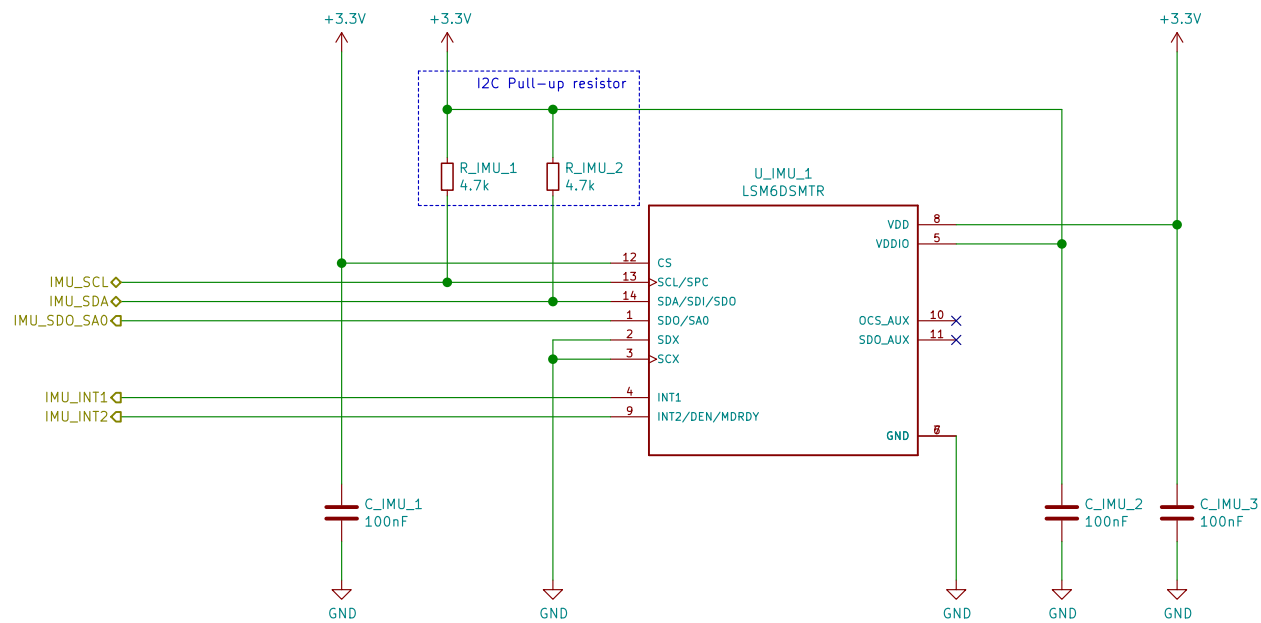 +3.3V
+3.3V
+3.3V
I2C Pull-up resistor
R_IMU_1
4.7k
R_IMU_2
4.7k
U_IMU_1
LSM6DSMTR
IMU_SCL
IMU_SDA
IMU_SDO_SA0
IMU_INT1
IMU_INT2
12 CS
13 SCL/SPC
14 SDA/SDI/SDO
1 SDO/SA0
2 SDX
3 SCX
4 INT1
9 INT2/DEN/MDRDY
VDD 8
VDDIO 5
OCS_AUX 10
SDO_AUX 11
GND
C_IMU_1
100nF
C_IMU_2
100nF
C_IMU_3
100nF
GND
GND
GND
GND
GND